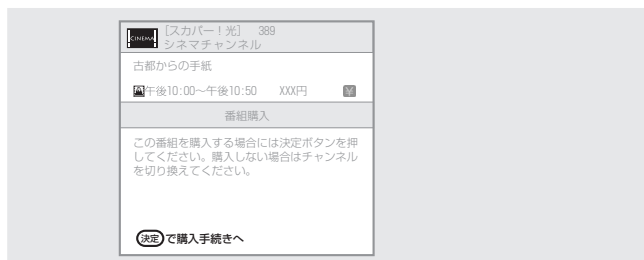 CINEMA
[スカパー！光] 389
シネマチャンネル
古都からの手紙
午後10:00〜午後10:50 XXX円 ¥
番組購入
この番組を購入する場合には決定ボタンを押
してください。購入しない場合はチャンネル
を切り換えてください。
決定で購入手続きへ